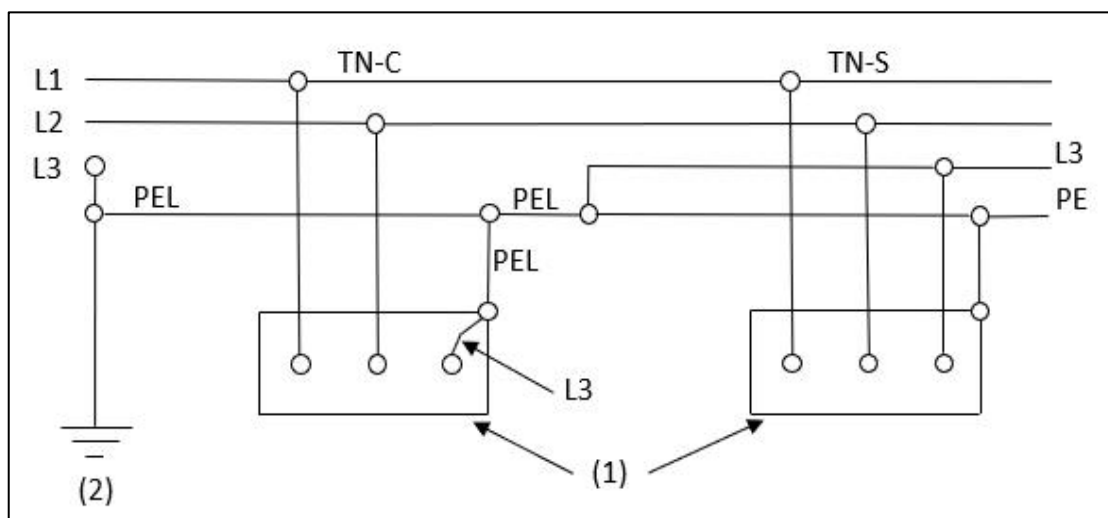 TN-C TN-S
L1
L2
L3 L3
PEL PEL PE
PEL
L3
(1)
(2)